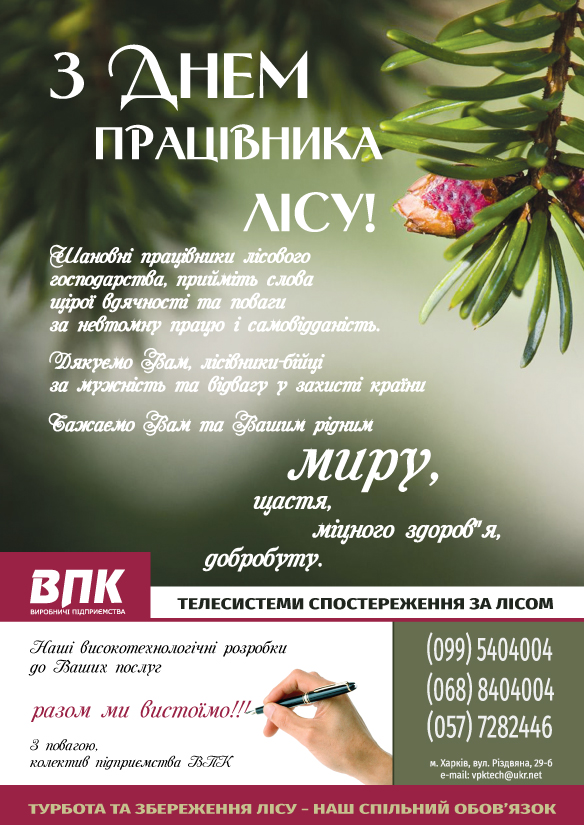 З Днем
працівника
лісу!
Шановні працівники лісового
господарства, прийміть слова
щірої вдячності та поваги
за невтомну працю і самовідданість.
Дякуємо Вам, лісівники-бійці
за мужність та відвагу у захисті країни
Бажаємо Вам та Вашим рідним
миру,
щастя,
міцного здоров"я,
добробуту.
ВПК
ВИРОБНИЧІ ПІДПРИЄМСТВА
ТЕЛЕСИСТЕМИ СПОСТЕРЕЖЕННЯ ЗА ЛІСОМ
Наші високотехнологічні розробки
до Ваших послуг
разом ми вистоїмо!!!
З повагою,
колектив підприємства ВПК
(099) 5404004
(068) 8404004
(057) 7282446
м. Харків, вул. Різдвяна, 29-б
e-mail: vpktech@ukr.net
ТУРБОТА ТА ЗБЕРЕЖЕННЯ ЛІСУ – НАШ СПІЛЬНИЙ ОБОВ'ЯЗОК